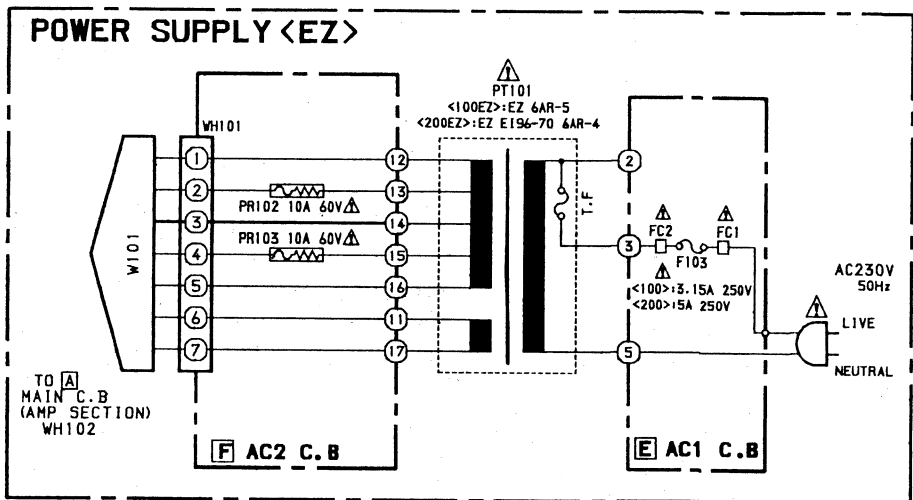 POWER SUPPLY <EZ>
PT101
<100EZ>:EZ 6AR-5
<200EZ>:EZ EI96-70 6AR-4
WH101
W101
1
2
3
4
5
6
7
PR102 10A 60V
PR103 10A 60V
12
13
14
15
16
11
17
T.F
2
3
5
FC2
F103
FC1
<100>:3.15A 250V
<200>:5A 250V
AC230V
50Hz
LIVE
NEUTRAL
TO A
MAIN C.B
(AMP SECTION)
WH102
F AC2 C.B
E AC1 C.B